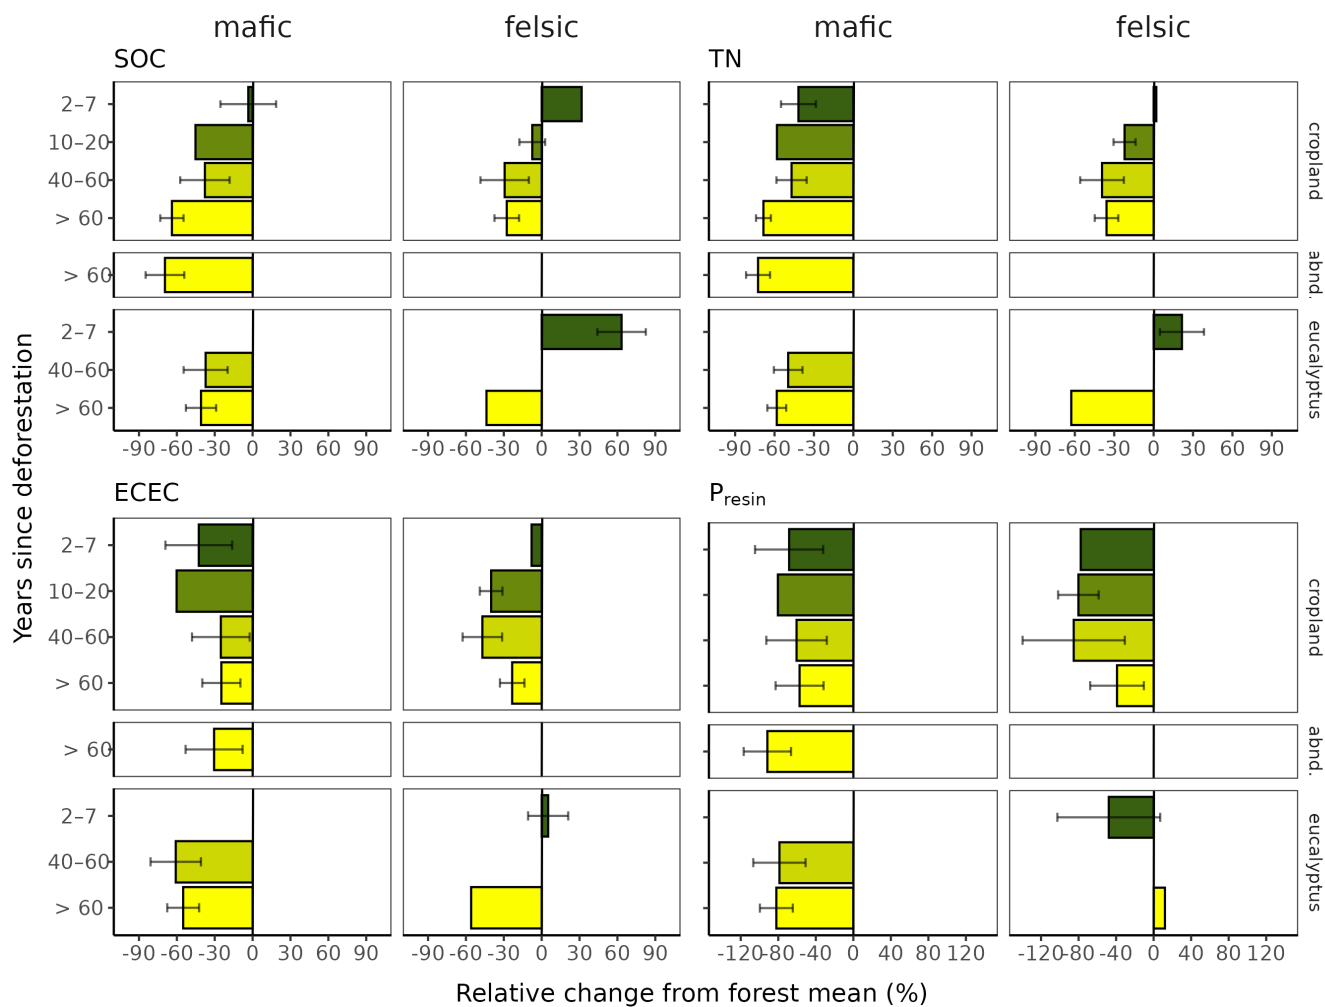 mafic felsic mafic felsic
SOC TN
2–7
10–20
40–60
> 60
cropland
> 60
abnd.
2–7
40–60
> 60
eucalyptus
-90 -60 -30 0 30 60 90 -90 -60 -30 0 30 60 90 -90 -60 -30 0 30 60 90 -90 -60 -30 0 30 60 90
Years since deforestation
ECEC Presin
2–7
10–20
40–60
> 60
cropland
> 60
abnd.
2–7
40–60
> 60
eucalyptus
-90 -60 -30 0 30 60 90 -90 -60 -30 0 30 60 90 -120 -80 -40 0 40 80 120 -120 -80 -40 0 40 80 120
Relative change from forest mean (%)